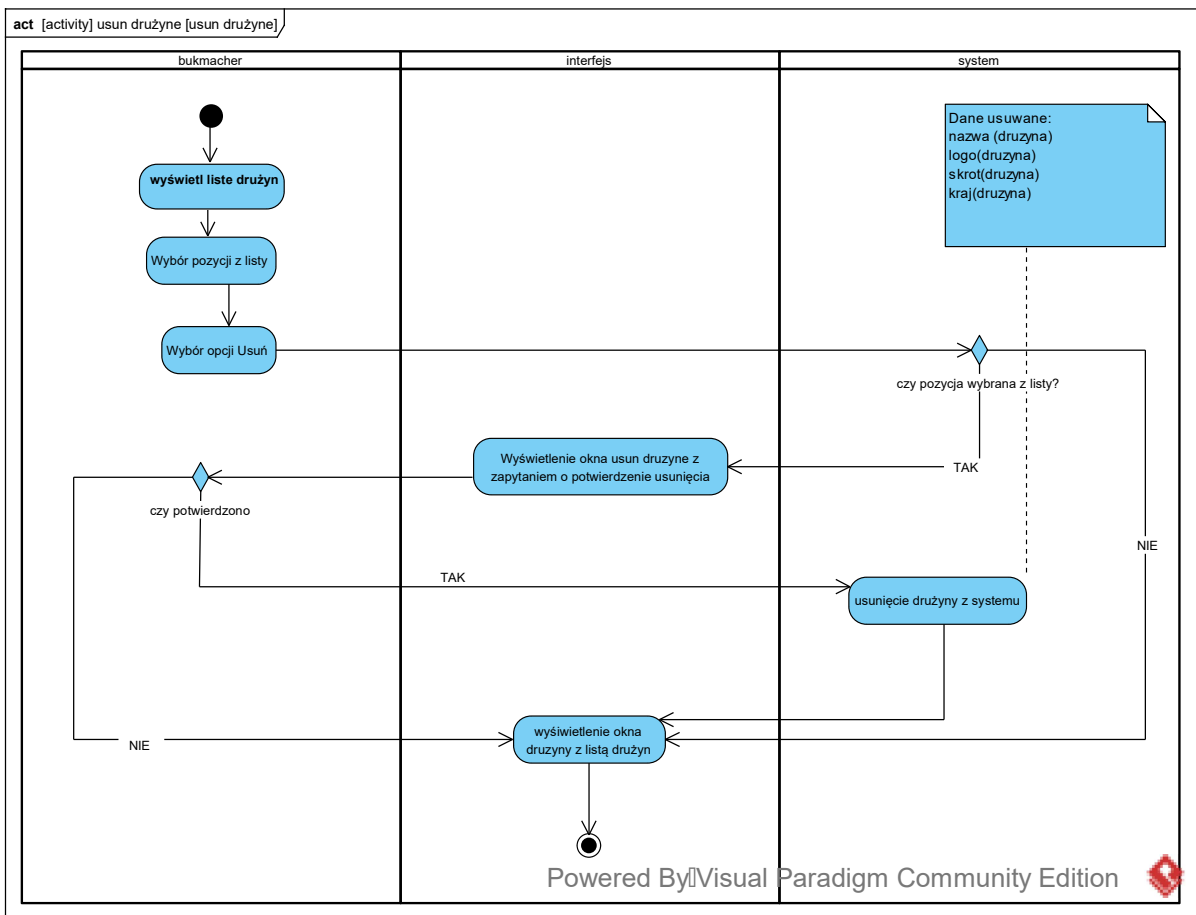 act [activity] usun drużyne [usun drużyne]
bukmacher
interfejs
system
Dane usuwane:
nazwa (druzyna)
logo(druzyna)
skrot(druzyna)
kraj(druzyna)
wyświetl liste drużyn
Wybór pozycji z listy
Wybór opcji Usuń
czy pozycja wybrana z listy?
Wyświetlenie okna usun druzyne z
zapytaniem o potwierdzenie usunięcia
TAK
czy potwierdzono
NIE
TAK
usunięcie drużyny z systemu
wyśiwietlenie okna
druzyny z listą drużyn
NIE
Powered By▯Visual Paradigm Community Edition